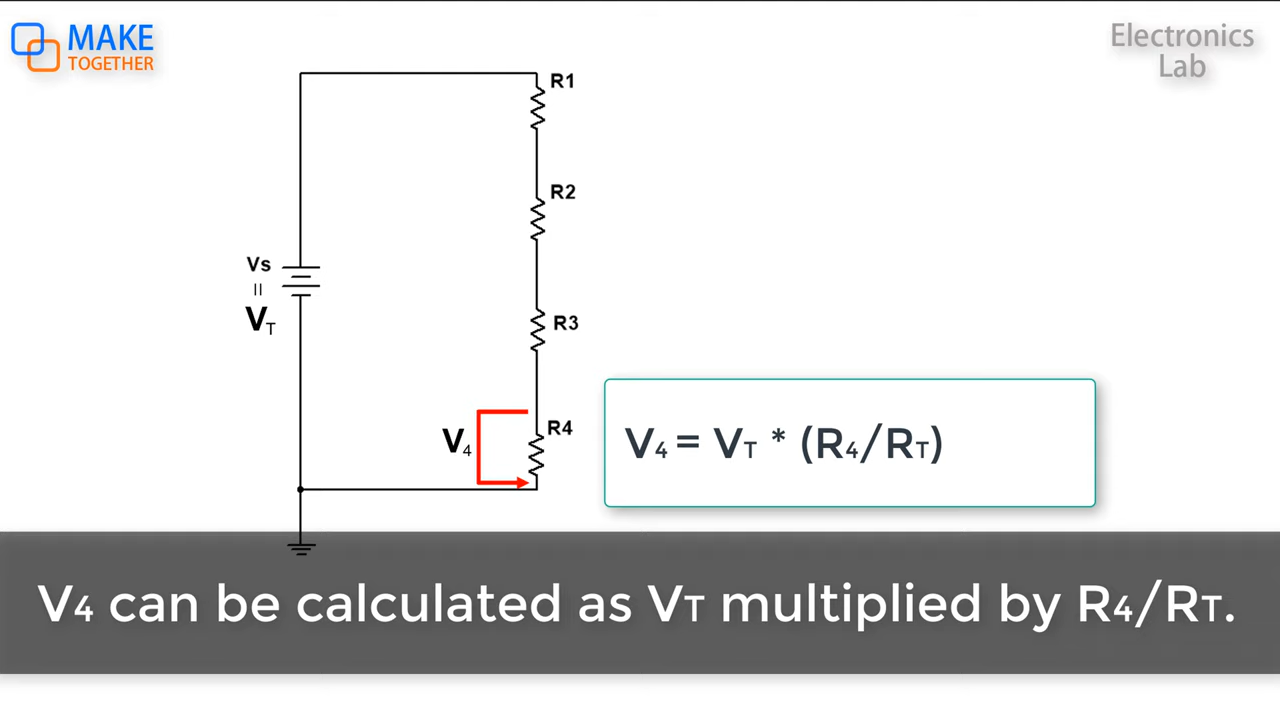 MAKE
TOGETHER
Electronics
Lab
R1
R2
Vs
=
VT
R3
R4
V4
V4 = VT * (R4/RT)
V4 can be calculated as VT multiplied by R4/RT.